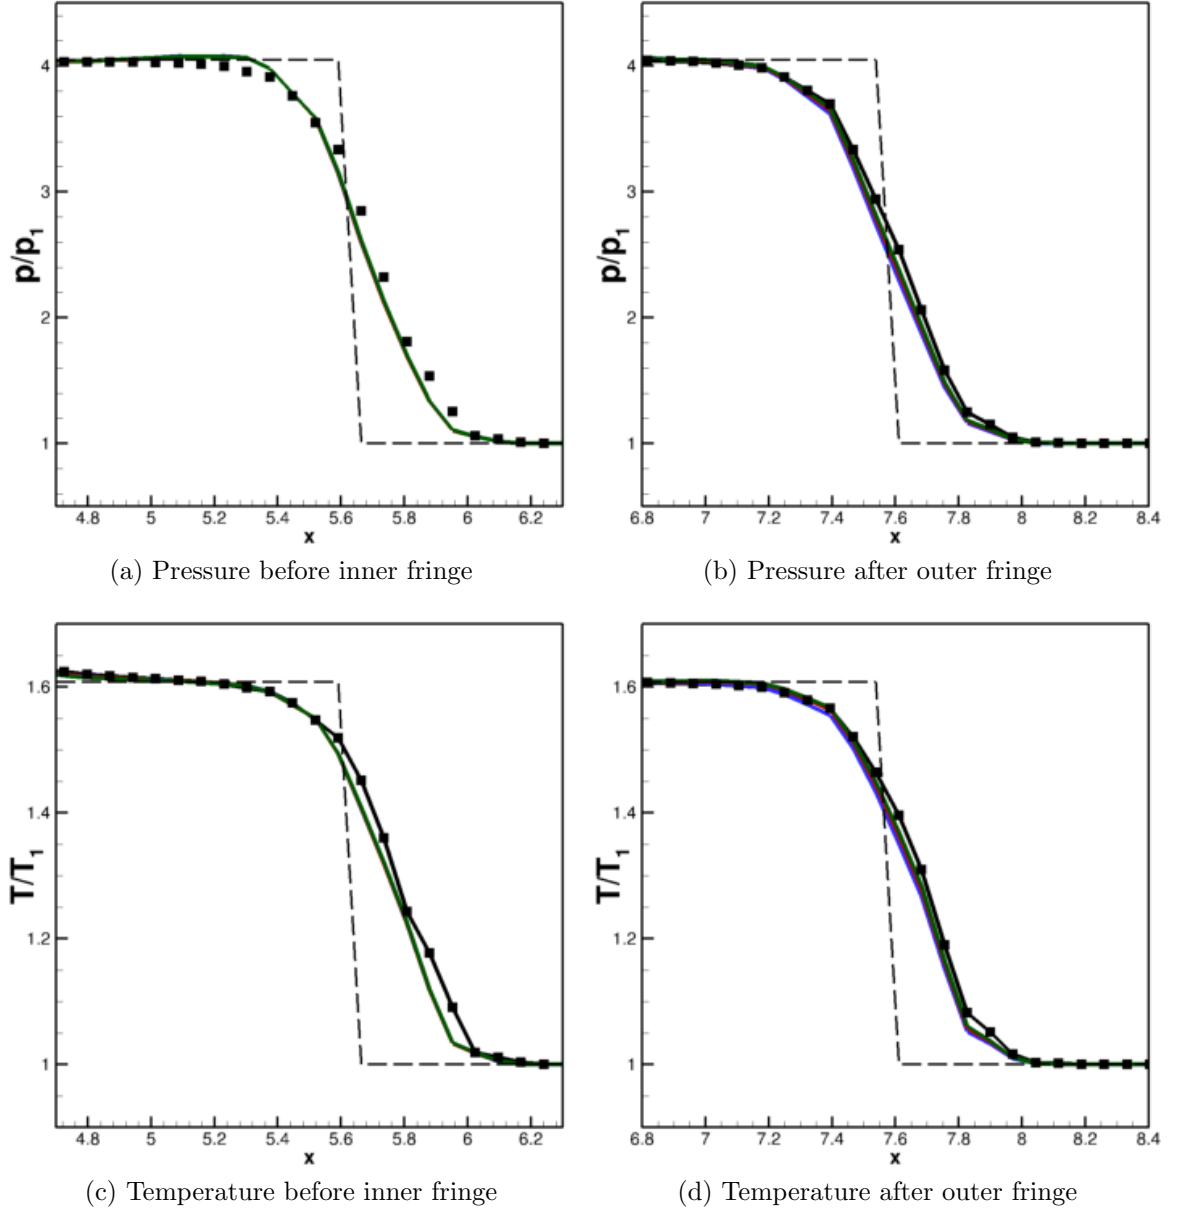 4
3
2
1
p/p₁
4.8 5 5.2 5.4 5.6 5.8 6 6.2
x
(a) Pressure before inner fringe
4
3
2
1
p/p₁
6.8 7 7.2 7.4 7.6 7.8 8 8.2 8.4
x
(b) Pressure after outer fringe
1.6
1.4
1.2
1
T/T₁
4.8 5 5.2 5.4 5.6 5.8 6 6.2
x
(c) Temperature before inner fringe
1.6
1.4
1.2
1
T/T₁
6.8 7 7.2 7.4 7.6 7.8 8 8.2 8.4
x
(d) Temperature after outer fringe